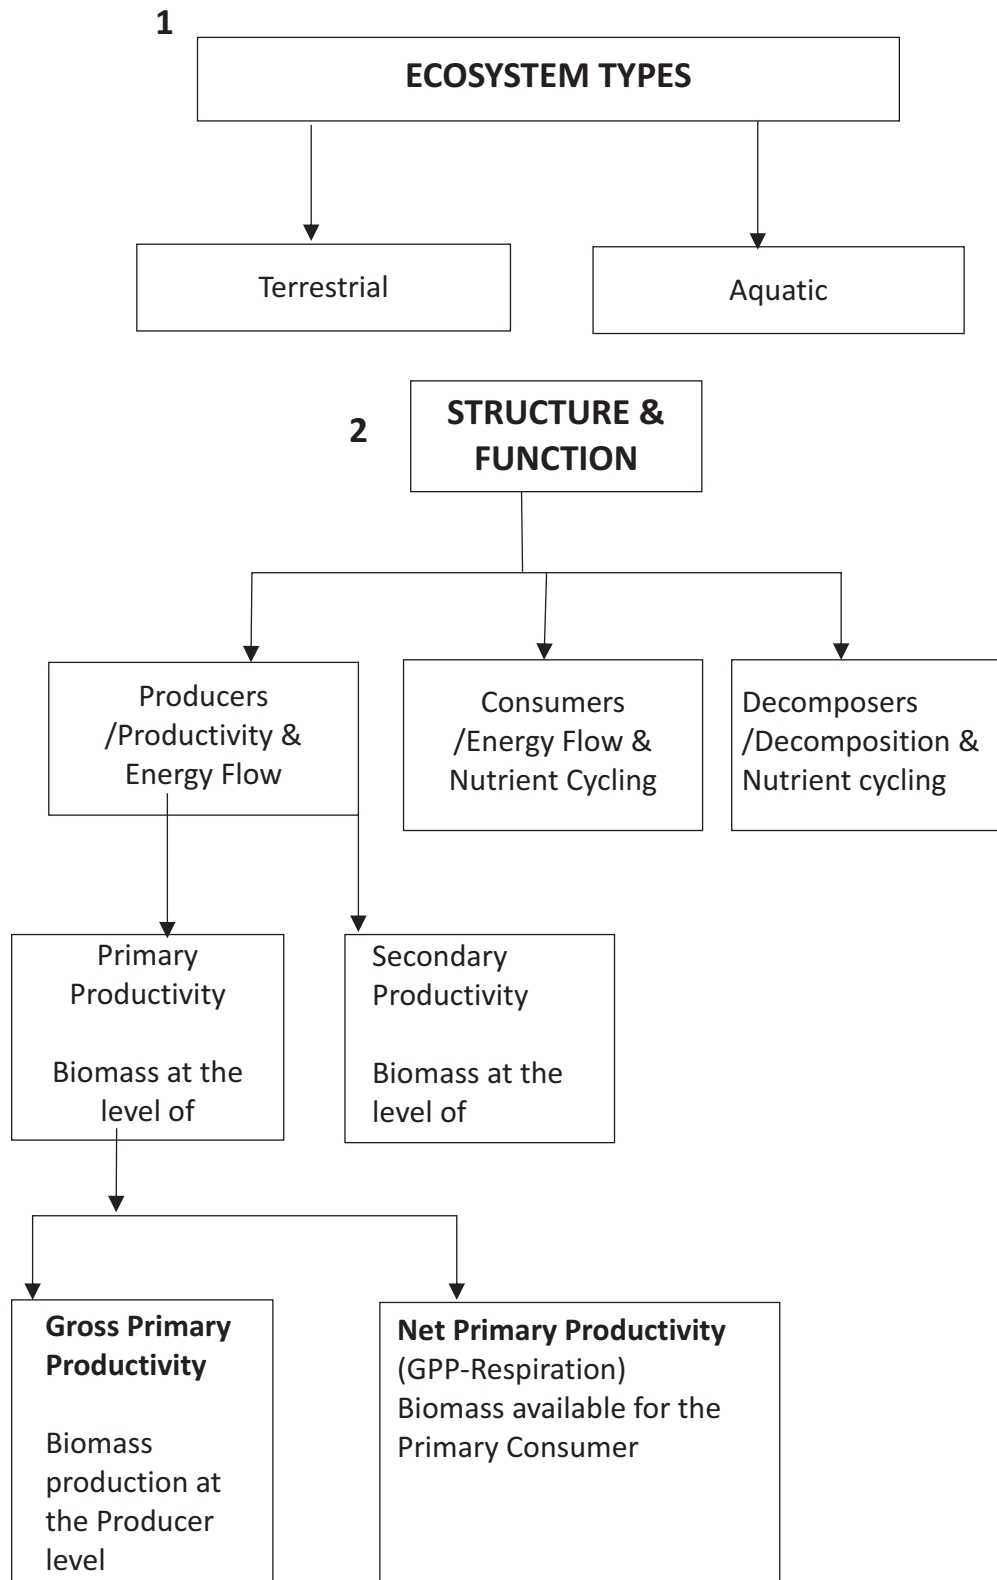 1
ECOSYSTEM TYPES
Terrestrial
Aquatic
2
STRUCTURE &
FUNCTION
Producers
/Productivity &
Energy Flow
Consumers
/Energy Flow &
Nutrient Cycling
Decomposers
/Decomposition &
Nutrient cycling
Primary
Productivity
Biomass at the
level of
Secondary
Productivity
Biomass at the
level of
Gross Primary
Productivity
Biomass
production at
the Producer
level
Net Primary Productivity
(GPP-Respiration)
Biomass available for the
Primary Consumer